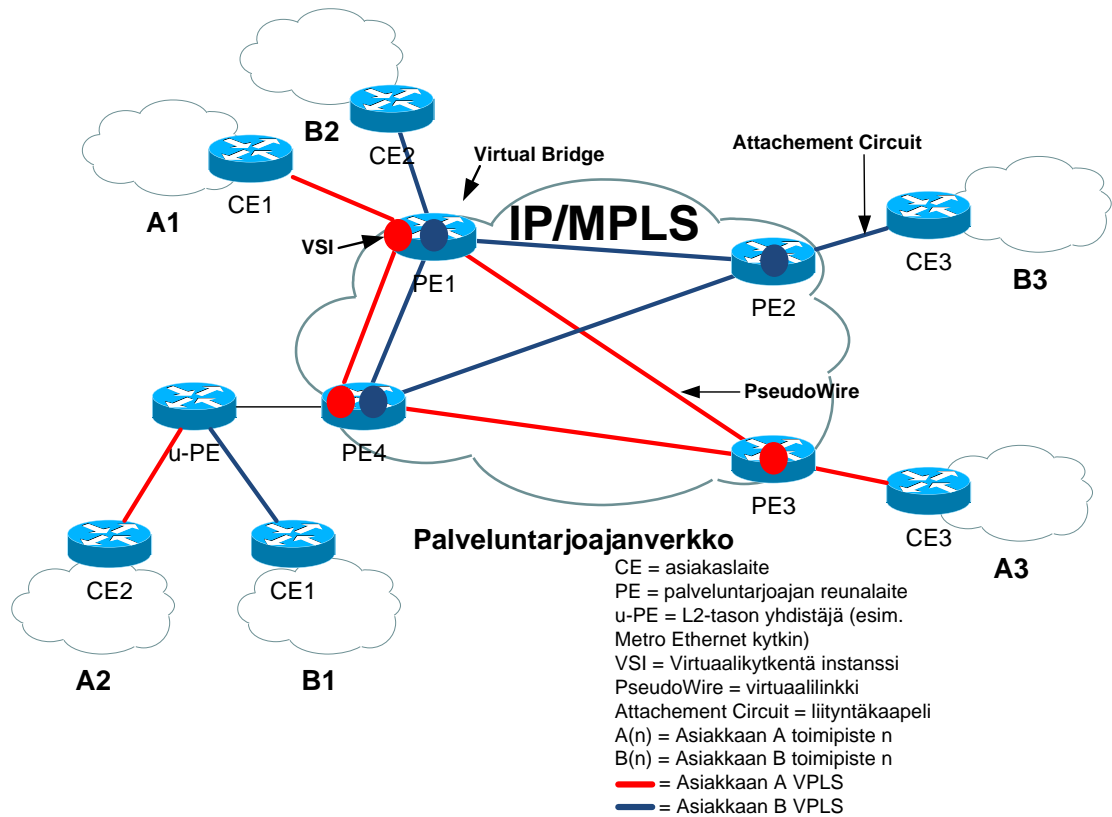 B2
CE2
Virtual Bridge
Attachement Circuit
A1
CE1
IP/MPLS
VSI
PE1
PE2
CE3
B3
PseudoWire
u-PE
PE4
PE3
CE3
A3
CE2
CE1
A2
B1
Palveluntarjoajanverkko
CE = asiakaslaite
PE = palveluntarjoajan reunalaite
u-PE = L2-tason yhdistäjä (esim.
Metro Ethernet kytkin)
VSI = Virtuaalikytkentä instanssi
PseudoWire = virtuaalilinkki
Attachement Circuit = liityntäkaapeli
A(n) = Asiakkaan A toimipiste n
B(n) = Asiakkaan B toimipiste n
= Asiakkaan A VPLS
= Asiakkaan B VPLS